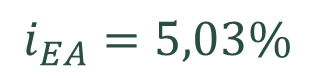 i_EA = 5,03%